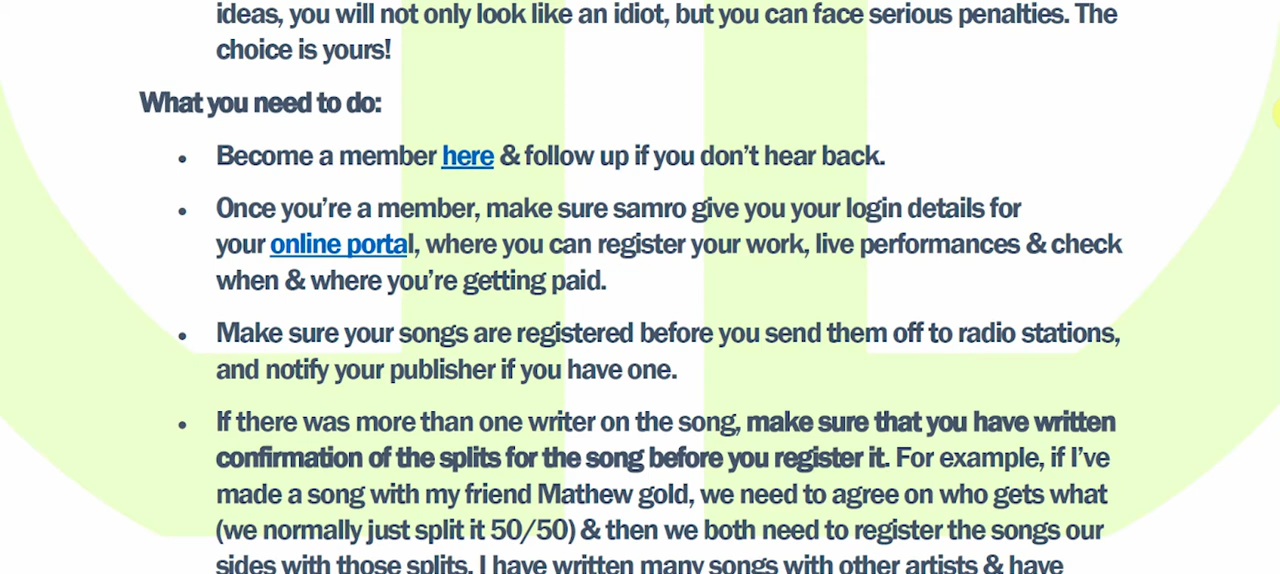 ideas, you will not only look like an idiot, but you can face serious penalties. The
choice is yours!
What you need to do:
• Become a member here & follow up if you don't hear back.
• Once you're a member, make sure samro give you your login details for
your online portal, where you can register your work, live performances & check
when & where you're getting paid.
• Make sure your songs are registered before you send them off to radio stations,
and notify your publisher if you have one.
• If there was more than one writer on the song, make sure that you have written
confirmation of the splits for the song before you register it. For example, if I've
made a song with my friend Mathew gold, we need to agree on who gets what
(we normally just split it 50/50) & then we both need to register the songs our
sides with those splits. I have written many songs with other artists & have